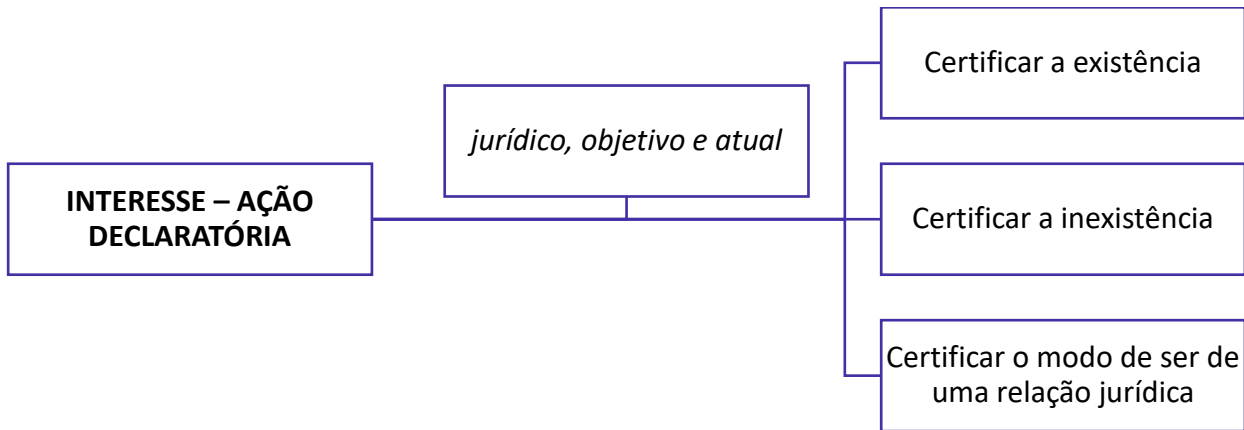 INTERESSE – AÇÃO
DECLARATÓRIA
jurídico, objetivo e atual
Certificar a existência
Certificar a inexistência
Certificar o modo de ser de
uma relação jurídica